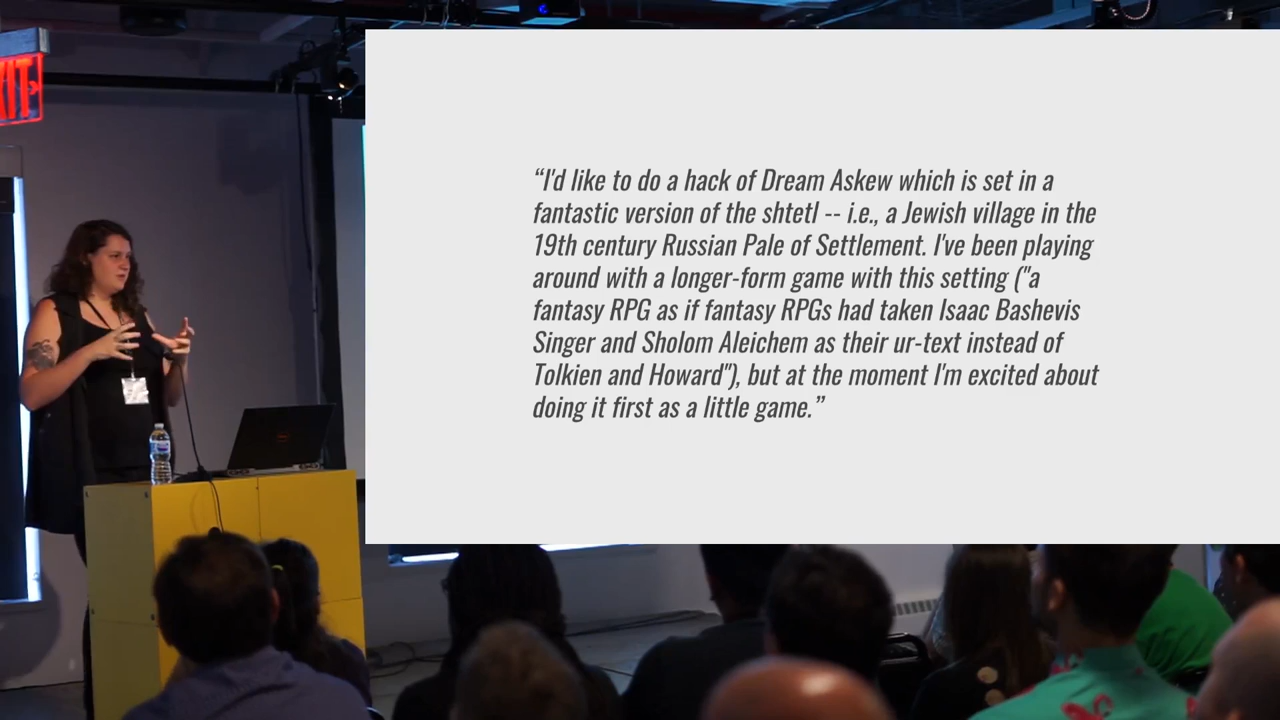 “I'd like to do a hack of Dream Askew which is set in a
fantastic version of the shtetl -- i.e., a Jewish village in the
19th century Russian Pale of Settlement. I've been playing
around with a longer-form game with this setting ("a
fantasy RPG as if fantasy RPGs had taken Isaac Bashevis
Singer and Sholom Aleichem as their ur-text instead of
Tolkien and Howard"), but at the moment I'm excited about
doing it first as a little game.”